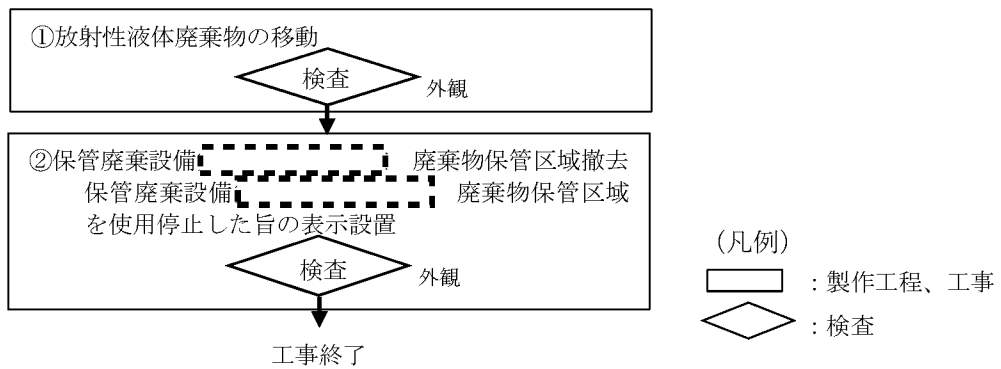 ①放射性液体廃棄物の移動
検査
外観
②保管廃棄設備 廃棄物保管区域撤去
保管廃棄設備 廃棄物保管区域
を使用停止した旨の表示設置
検査
外観
工事終了
（凡例）
：製作工程、工事
：検査